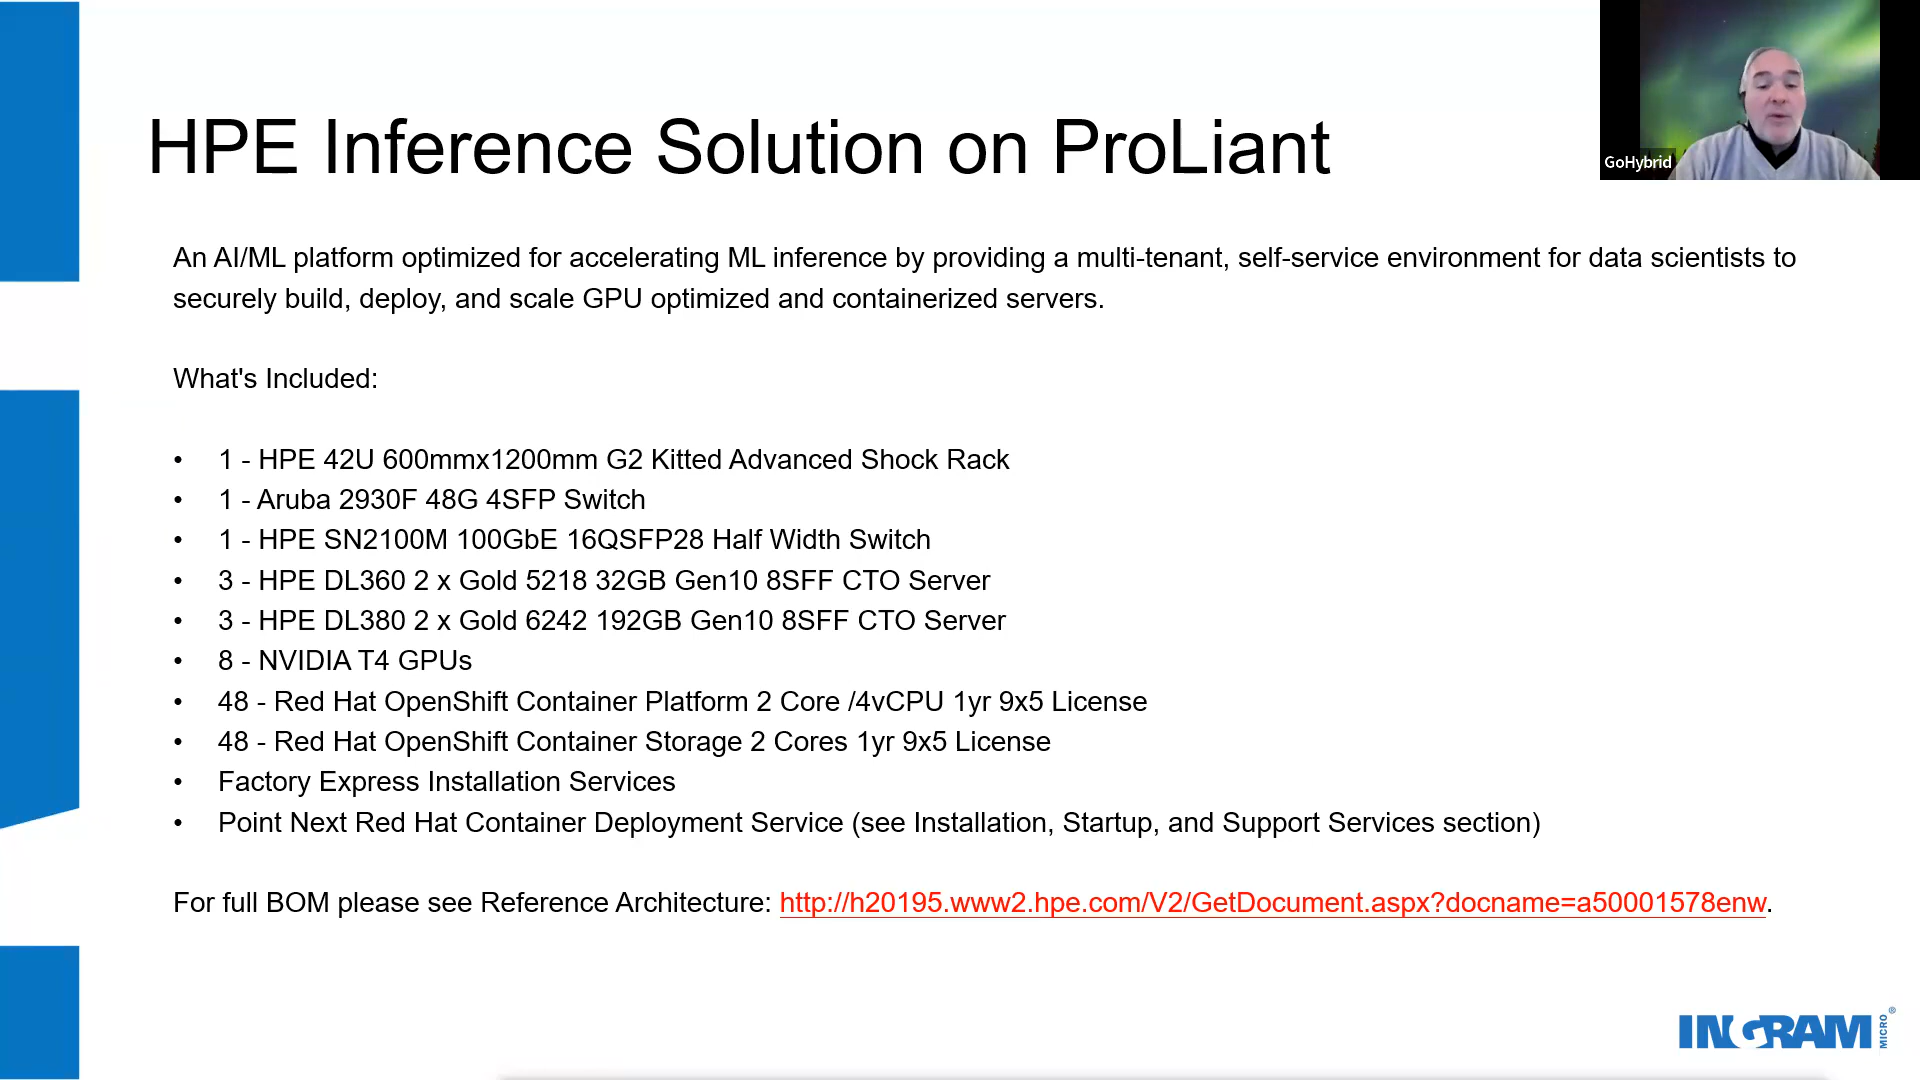 HPE Inference Solution on ProLiant
GoHybrid
An AI/ML platform optimized for accelerating ML inference by providing a multi-tenant, self-service environment for data scientists to
securely build, deploy, and scale GPU optimized and containerized servers.
What's Included:
• 1 - HPE 42U 600mmx1200mm G2 Kitted Advanced Shock Rack
• 1 - Aruba 2930F 48G 4SFP Switch
• 1 - HPE SN2100M 100GbE 16QSFP28 Half Width Switch
• 3 - HPE DL360 2 x Gold 5218 32GB Gen10 8SFF CTO Server
• 3 - HPE DL380 2 x Gold 6242 192GB Gen10 8SFF CTO Server
• 8 - NVIDIA T4 GPUs
• 48 - Red Hat OpenShift Container Platform 2 Core /4vCPU 1yr 9x5 License
• 48 - Red Hat OpenShift Container Storage 2 Cores 1yr 9x5 License
• Factory Express Installation Services
• Point Next Red Hat Container Deployment Service (see Installation, Startup, and Support Services section)
For full BOM please see Reference Architecture: http://h20195.www2.hpe.com/V2/GetDocument.aspx?docname=a50001578enw.
INGRAM MICRO ®